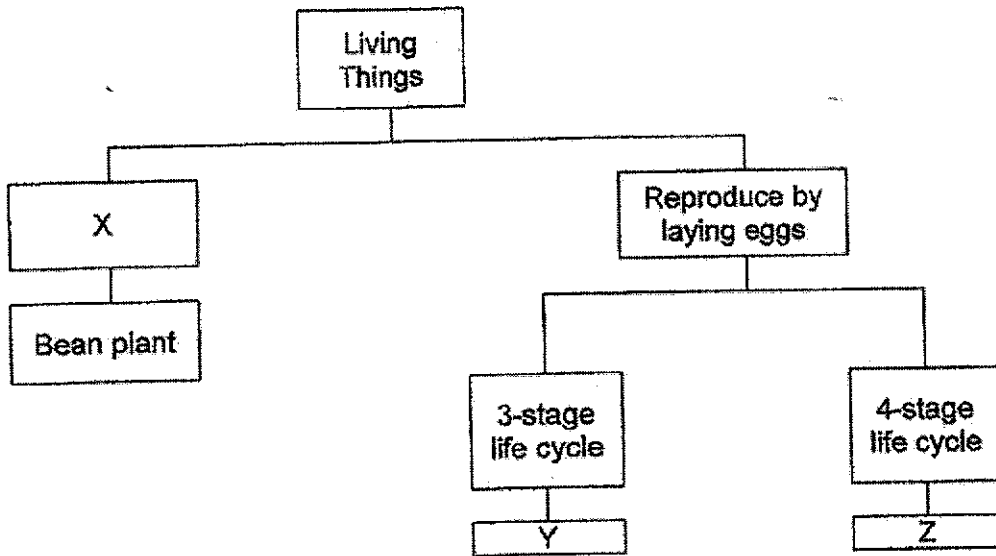 Living
Things
X
Reproduce by
laying eggs
Bean plant
3-stage
life cycle
4-stage
life cycle
Y
Z